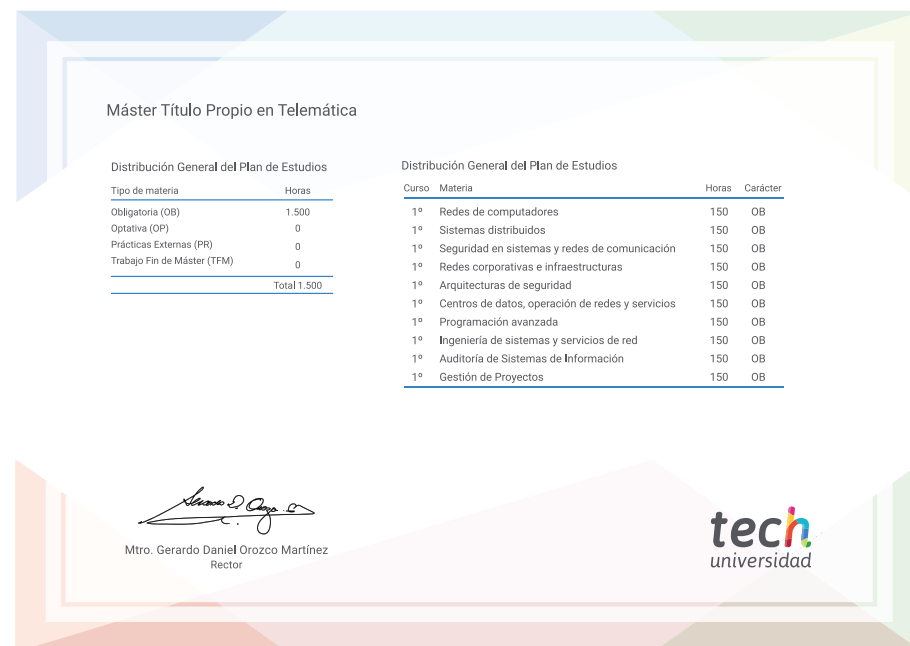 Máster Título Propio en Telemática
Distribución General del Plan de Estudios
Tipo de materia Horas
Obligatoria (OB) 1.500
Optativa (OP) 0
Prácticas Externas (PR) 0
Trabajo Fin de Máster (TFM) 0
Total 1.500
Distribución General del Plan de Estudios
Curso Materia Horas Carácter
1º Redes de computadores 150 OB
1º Sistemas distribuidos 150 OB
1º Seguridad en sistemas y redes de comunicación 150 OB
1º Redes corporativas e infraestructuras 150 OB
1º Arquitecturas de seguridad 150 OB
1º Centros de datos, operación de redes y servicios 150 OB
1º Programación avanzada 150 OB
1º Ingeniería de sistemas y servicios de red 150 OB
1º Auditoría de Sistemas de Información 150 OB
1º Gestión de Proyectos 150 OB
Mtro. Gerardo Daniel Orozco Martínez
Rector
tech
universidad